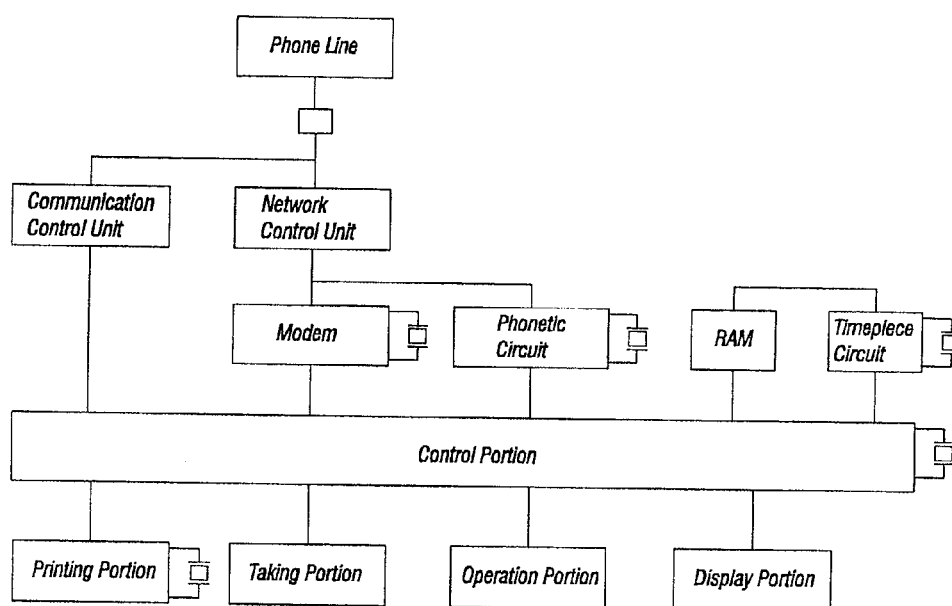 Phone Line
Communication
Control Unit
Network
Control Unit
Modem
Phonetic
Circuit
RAM
Timepiece
Circuit
Control Portion
Printing Portion
Taking Portion
Operation Portion
Display Portion